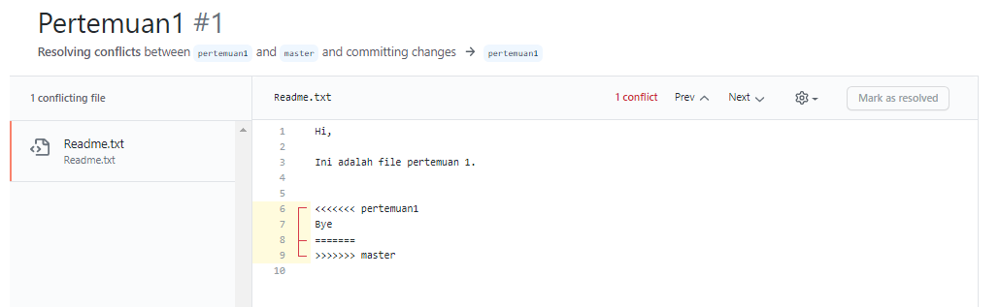 Pertemuan1 #1
Resolving conflicts between pertemuan1 and master and committing changes → pertemuan1
1 conflicting file
Readme.txt
Readme.txt
Readme.txt
1 conflict Prev Next Mark as resolved
1 Hi,
2
3 Ini adalah file pertemuan 1.
4
5
6 <<<<<<< pertemuan1
7 Bye
8 =======
9 >>>>>>> master
10